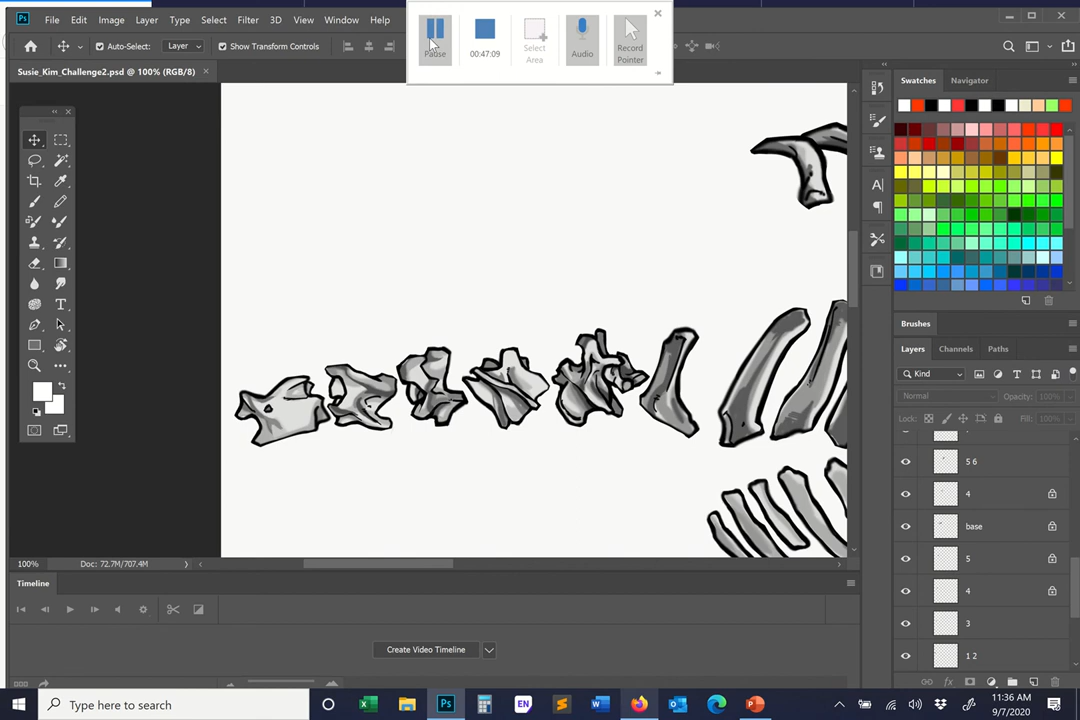 Ps File Edit Image Layer Type Select Filter 3D View Window Help
Pause
00:47:09
Select Area
Audio
Record Pointer
Auto-Select: Layer Show Transform Controls
Susie_Kim_Challenge2.psd @ 100% (RGB/8)
Swatches Navigator
Brushes
Layers Channels Paths
Kind
Normal Opacity: 100%
Lock: Fill: 100%
5 6
4
base
5
4
3
1 2
100% Doc: 72.7M/707.4M
Timeline
Create Video Timeline
Type here to search
EN
11:36 AM
9/7/2020